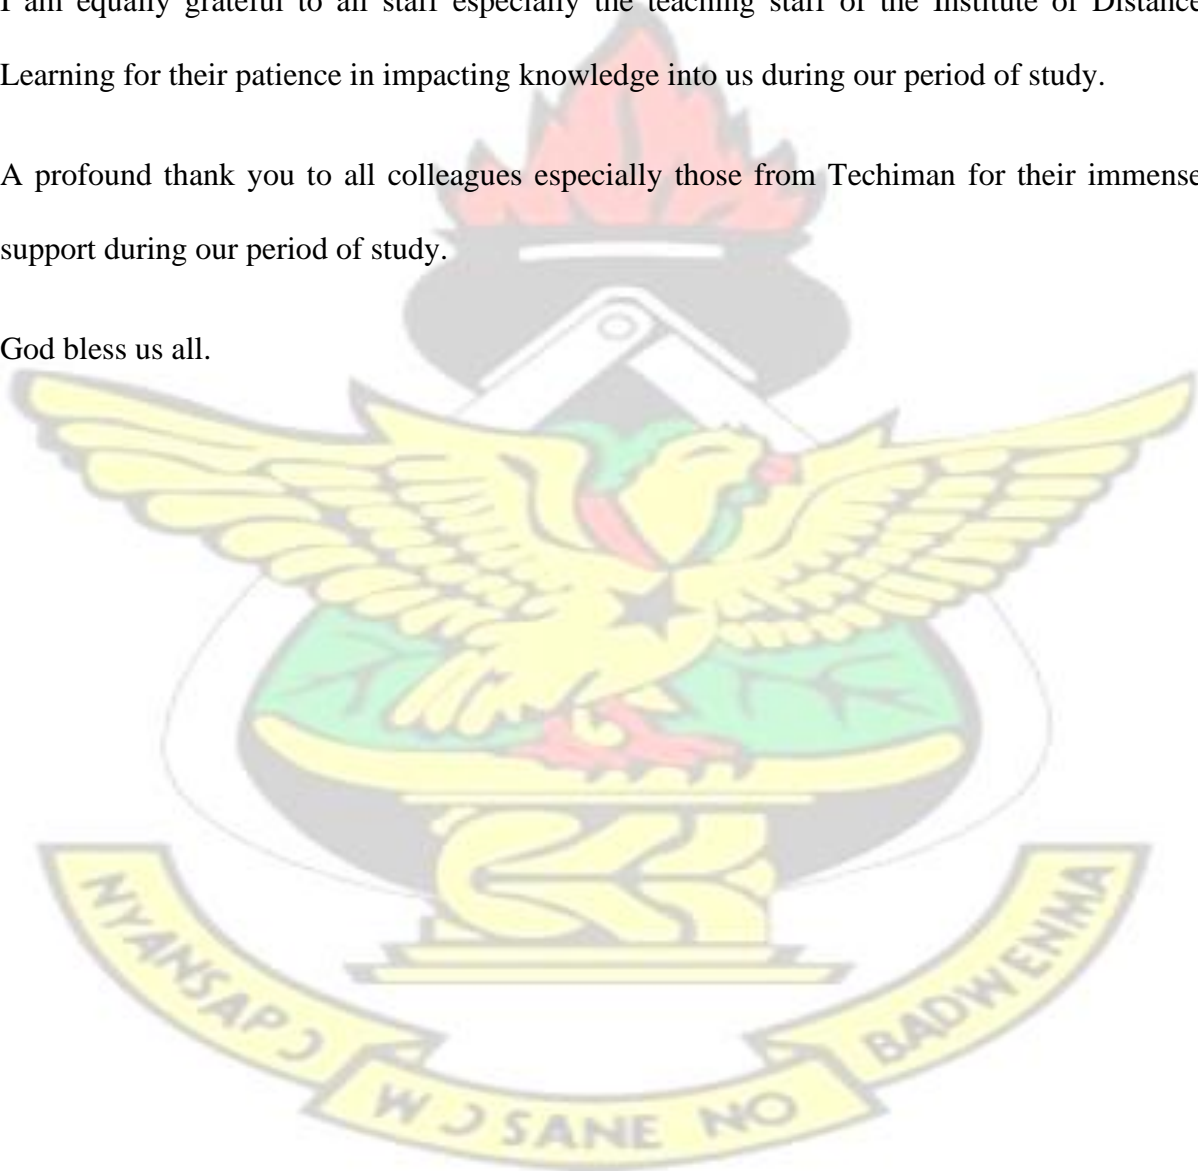 I am equally grateful to all staff especially the teaching staff of the Institute of Distance
Learning for their patience in impacting knowledge into us during our period of study.
A profound thank you to all colleagues especially those from Techiman for their immense
support during our period of study.
God bless us all.
NYANSAPƆ
WƆSANE NO
BADWENMA